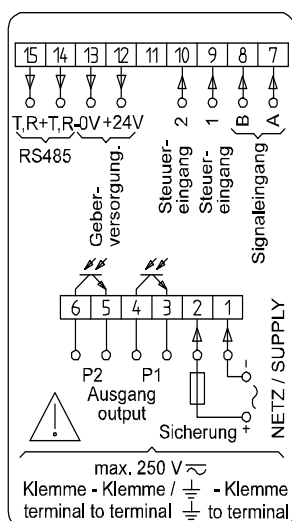 15 14 13 12 11 10 9 8 7
T,R+T,R-0V+24V 2 1 B A
RS485
Geber-
versorgung.
Steuuer-
eingang
Steuer-
eingang
Signaleingang
6 5 4 3 2 1
P2 P1
Ausgang
output
Sicherung + -
NETZ / SUPPLY
max. 250 V
Klemme - Klemme / - Klemme
terminal to terminal to terminal